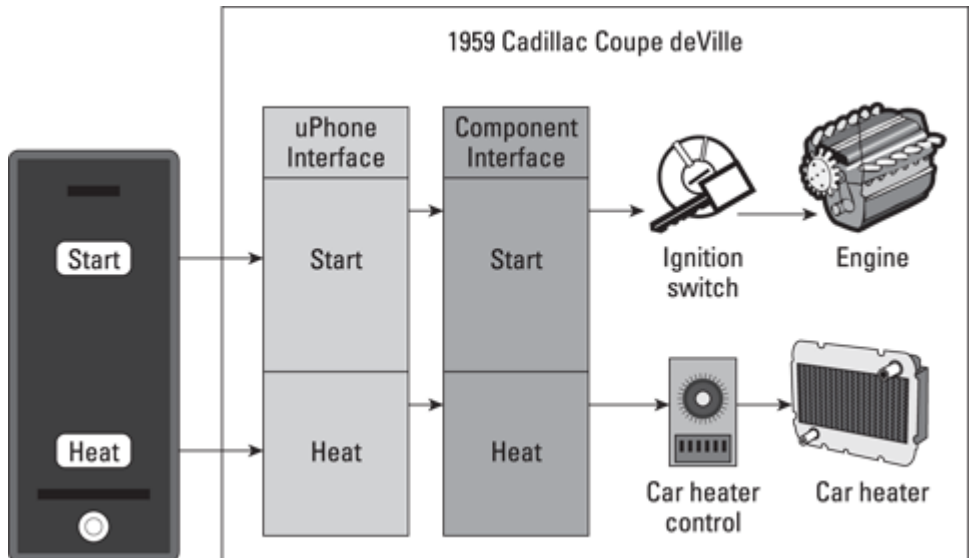 1959 Cadillac Coupe deVille
uPhone
Interface
Component
Interface
Start
Start
Start
Ignition
switch
Engine
Heat
Heat
Heat
Car heater
control
Car heater